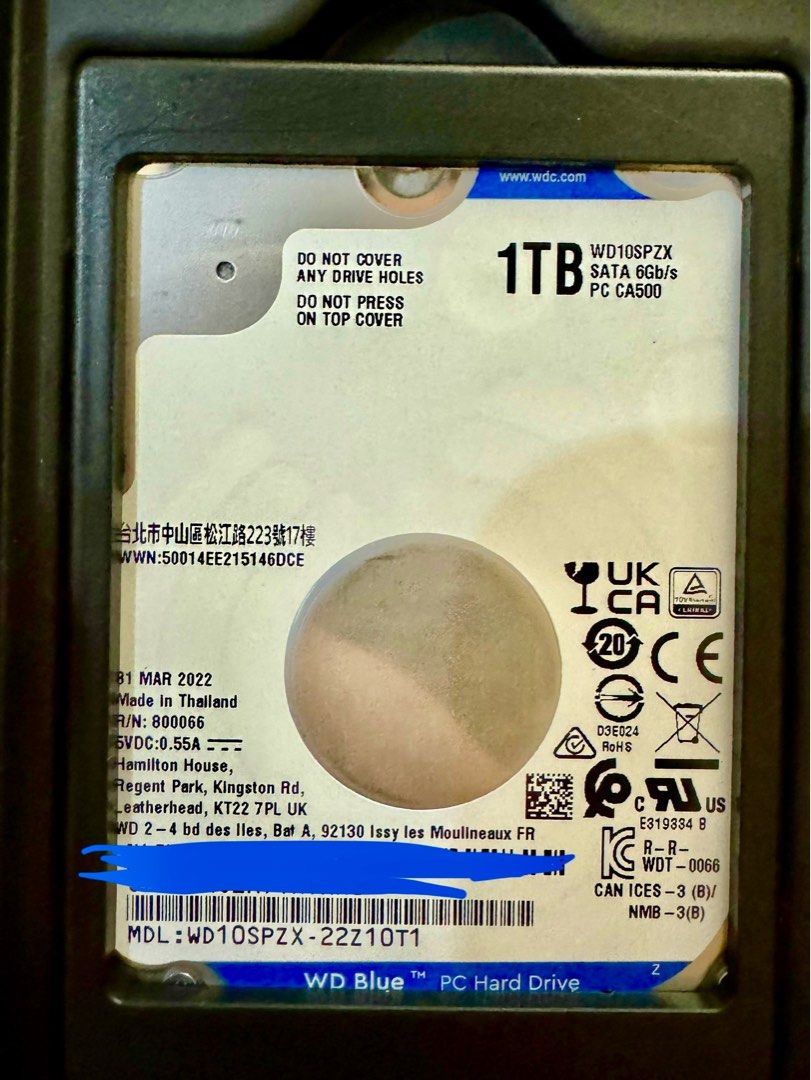 www.wdc.com
DO NOT COVER
ANY DRIVE HOLES
DO NOT PRESS
ON TOP COVER
1TB
WD10SPZX
SATA 6Gb/s
PC CA500
台北市中山區松江路223號17樓
WWN:50014EE215146DCE
31 MAR 2022
Made in Thailand
R/N: 800066
5VDC:0.55A
Hamilton House,
Regent Park, Kingston Rd,
Leatherhead, KT22 7PL UK
WD 2-4 bd des Iles, Bat A, 92130 Issy les Moulineaux FR
UK
CA
20
CE
D3E024
RoHS
C US
E319334 B
R-R-
WDT-0066
CAN ICES-3 (B)/
NMB-3(B)
MDL:WD10SPZX-22Z10T1
Z
WD Blue™ PC Hard Drive